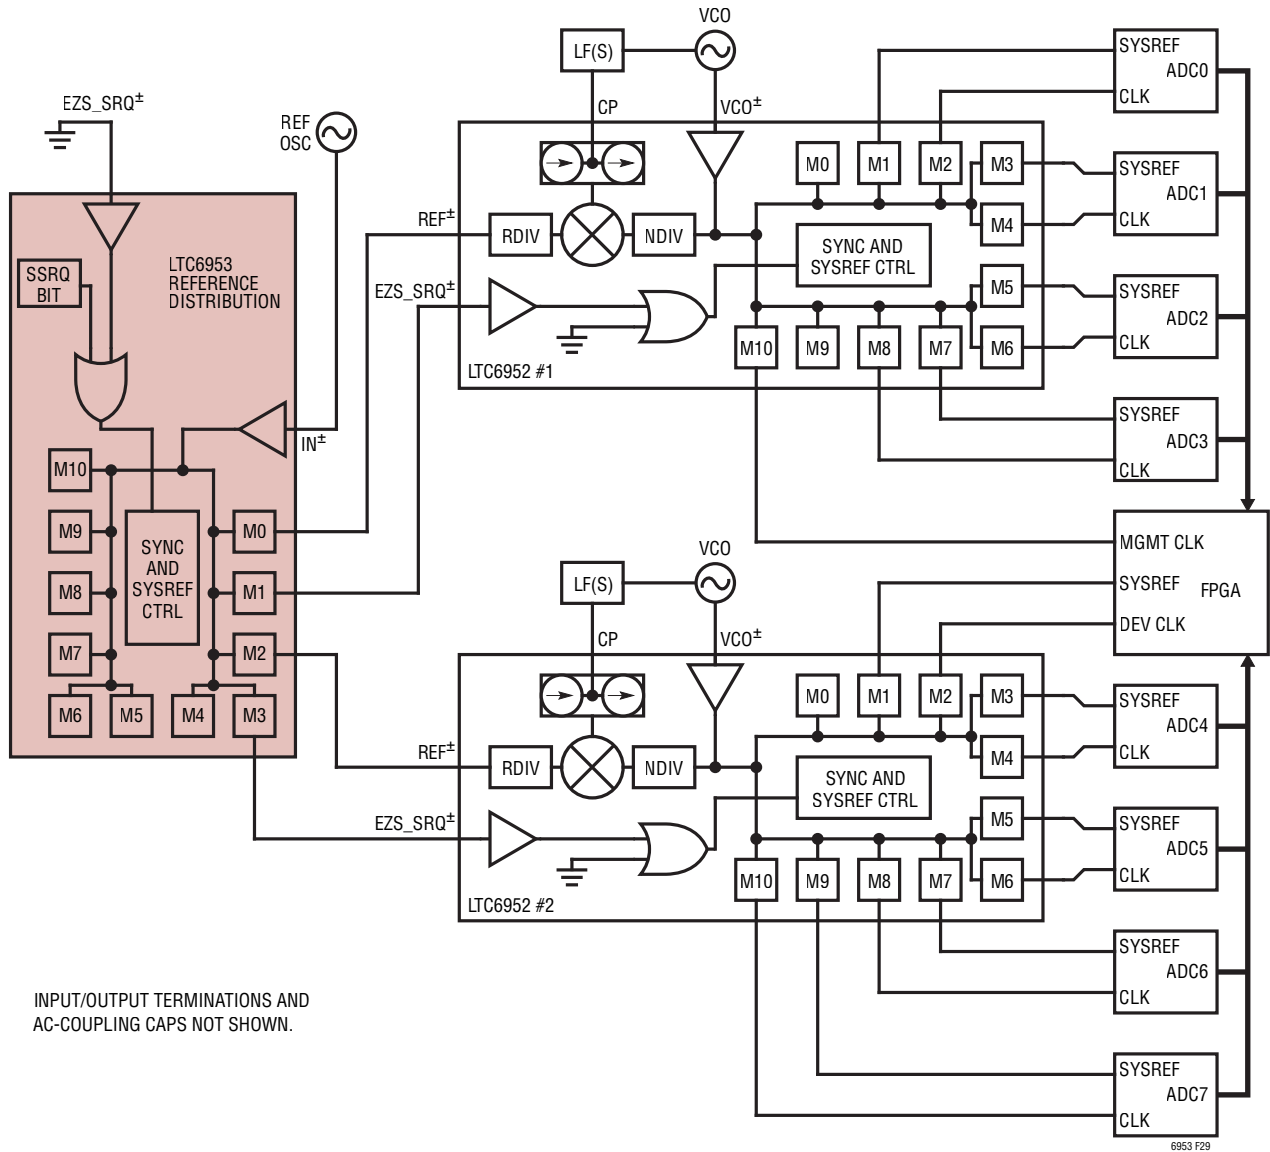 EZS_SRQ±
REF
OSC
SSRQ
BIT
LTC6953
REFERENCE
DISTRIBUTION
IN±
M10
M9
M8
M7
M6
M5
M4
M3
M2
M1
M0
SYNC
AND
SYSREF
CTRL
VCO
LF(S)
CP
VCO±
REF±
RDIV
NDIV
EZS_SRQ±
M0
M1
M2
M3
M4
SYNC AND
SYSREF CTRL
M5
M6
M10
M9
M8
M7
LTC6952 #1
VCO
LF(S)
CP
VCO±
REF±
RDIV
NDIV
EZS_SRQ±
M0
M1
M2
M3
M4
SYNC AND
SYSREF CTRL
M5
M6
M10
M9
M8
M7
LTC6952 #2
SYSREF
ADC0
CLK
SYSREF
ADC1
CLK
SYSREF
ADC2
CLK
SYSREF
ADC3
CLK
MGMT CLK
SYSREF
FPGA
DEV CLK
SYSREF
ADC4
CLK
SYSREF
ADC5
CLK
SYSREF
ADC6
CLK
SYSREF
ADC7
CLK
INPUT/OUTPUT TERMINATIONS AND
AC-COUPLING CAPS NOT SHOWN.
6953 F29